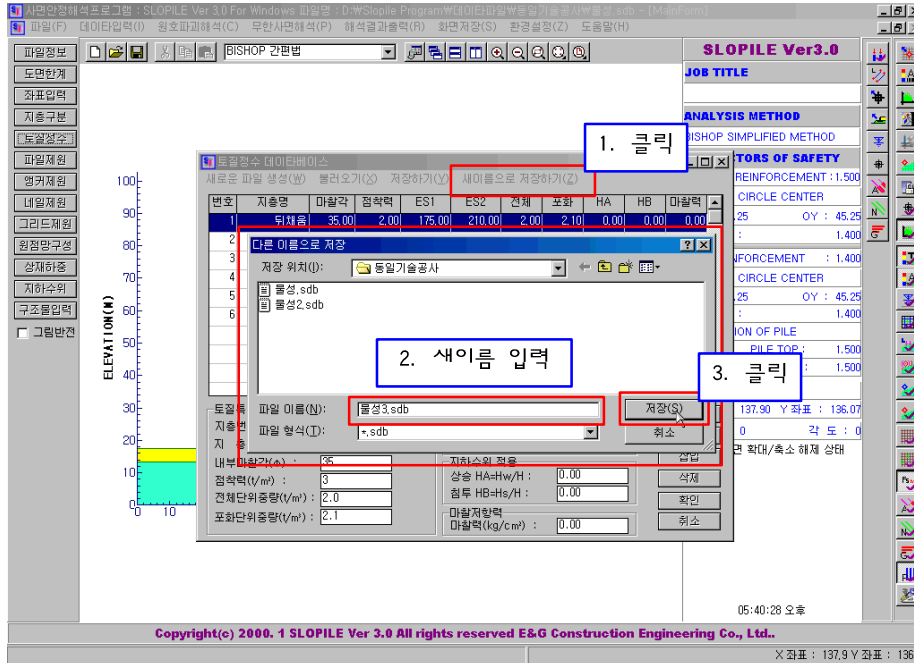 사면안정해석프로그램 : SLOPILE Ver 3,0 For Windows 파일명 : D:₩Slopile Program₩데이타파일₩동일기술공사₩물성,sdb - [MainForm]
파일(F) 데이타입력(I) 원호파괴해석(C) 무한사면해석(P) 해석결과출력(R) 화면저장(S) 환경설정(Z) 도움말(H)
BISHOP 간편법
파일정보
도면한계
좌표입력
지층구분
토질정수
파일제원
앵커제원
네일제원
그리드제원
원점망구성
상재하중
지하수위
구조물입력
그림반전
ELEVATION(M)
100
90
80
70
60
50
40
30
20
10
0
0 10
SLOPILE Ver3.0
JOB TITLE
ANALYSIS METHOD
BISHOP SIMPLIFIED METHOD
TORS OF SAFETY
REINFORCEMENT : 1.500
CIRCLE CENTER
.25 OY : 45.25
: 1.400
FORCEMENT : 1.400
CIRCLE CENTER
.25 OY : 45.25
: 1.400
ION OF PILE
PILE TOP : 1.500
: 1.500
137.90 Y 좌표 : 136.07
0 각 도 : 0
면 확대/축소 해제 상태
05:40:28 오후
토질정수 데이타베이스
새로운 파일 생성(W) 불러오기(X) 저장하기(Y) 새이름으로 저장하기(Z)
번호 지층명 마찰각 점착력 ES1 ES2 전체 포화 HA HB 마찰력
1 뒤채움 35,00 2,00 175,00 210,00 2,00 2,10 0,00 0,00 0,00
2
3
4
5
6
1. 클릭
다른 이름으로 저장
저장 위치(I): 동일기술공사
물성,sdb
물성2,sdb
2. 새이름 입력
3. 클릭
파일 이름(N): 물성3,sdb 저장(S)
파일 형식(T): *,sdb 취소
토질특
지층번
지 층
내부마찰각(ø) : 35
점착력(t/m²) : 3
전체단위중량(t/m³) : 2.0
포화단위중량(t/m³) : 2.1
지하수위 적용
상승 HA=Hw/H : 0.00
침투 HB=Hs/H : 0.00
마찰저항력
마찰력(kg/cm²) : 0.00
삽입
삭제
확인
취소
Copyright(c) 2000. 1 SLOPILE Ver 3.0 All rights reserved E&G Construction Engineering Co., Ltd..
X 좌표 : 137,9 Y 좌표 : 136